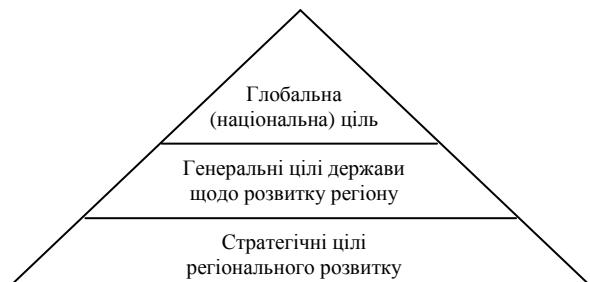 Глобальна
(національна) ціль
Генеральні цілі держави
щодо розвитку регіону
Стратегічні цілі
регіонального розвитку